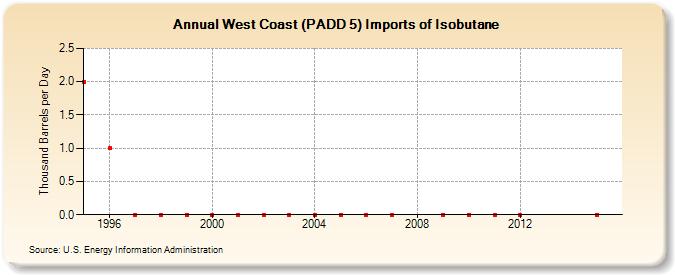 Annual West Coast (PADD 5) Imports of Isobutane
Thousand Barrels per Day
2.5
2.0
1.5
1.0
0.5
0.0
1996 2000 2004 2008 2012
Source: U.S. Energy Information Administration